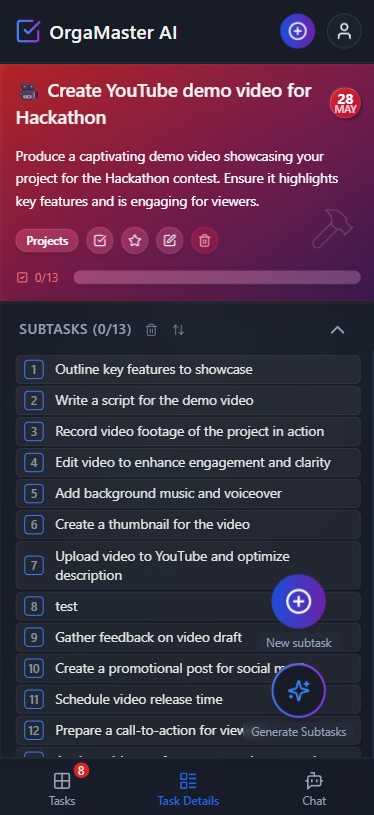 OrgaMaster AI
Create YouTube demo video for
Hackathon
28
MAY
Produce a captivating demo video showcasing your
project for the Hackathon contest. Ensure it highlights
key features and is engaging for viewers.
Projects
0/13
SUBTASKS (0/13)
1 Outline key features to showcase
2 Write a script for the demo video
3 Record video footage of the project in action
4 Edit video to enhance engagement and clarity
5 Add background music and voiceover
6 Create a thumbnail for the video
7 Upload video to YouTube and optimize
description
8 test
9 Gather feedback on video draft
New subtask
10 Create a promotional post for social
11 Schedule video release time
12 Prepare a call-to-action for
Generate Subtasks
8
Tasks
Task Details
Chat